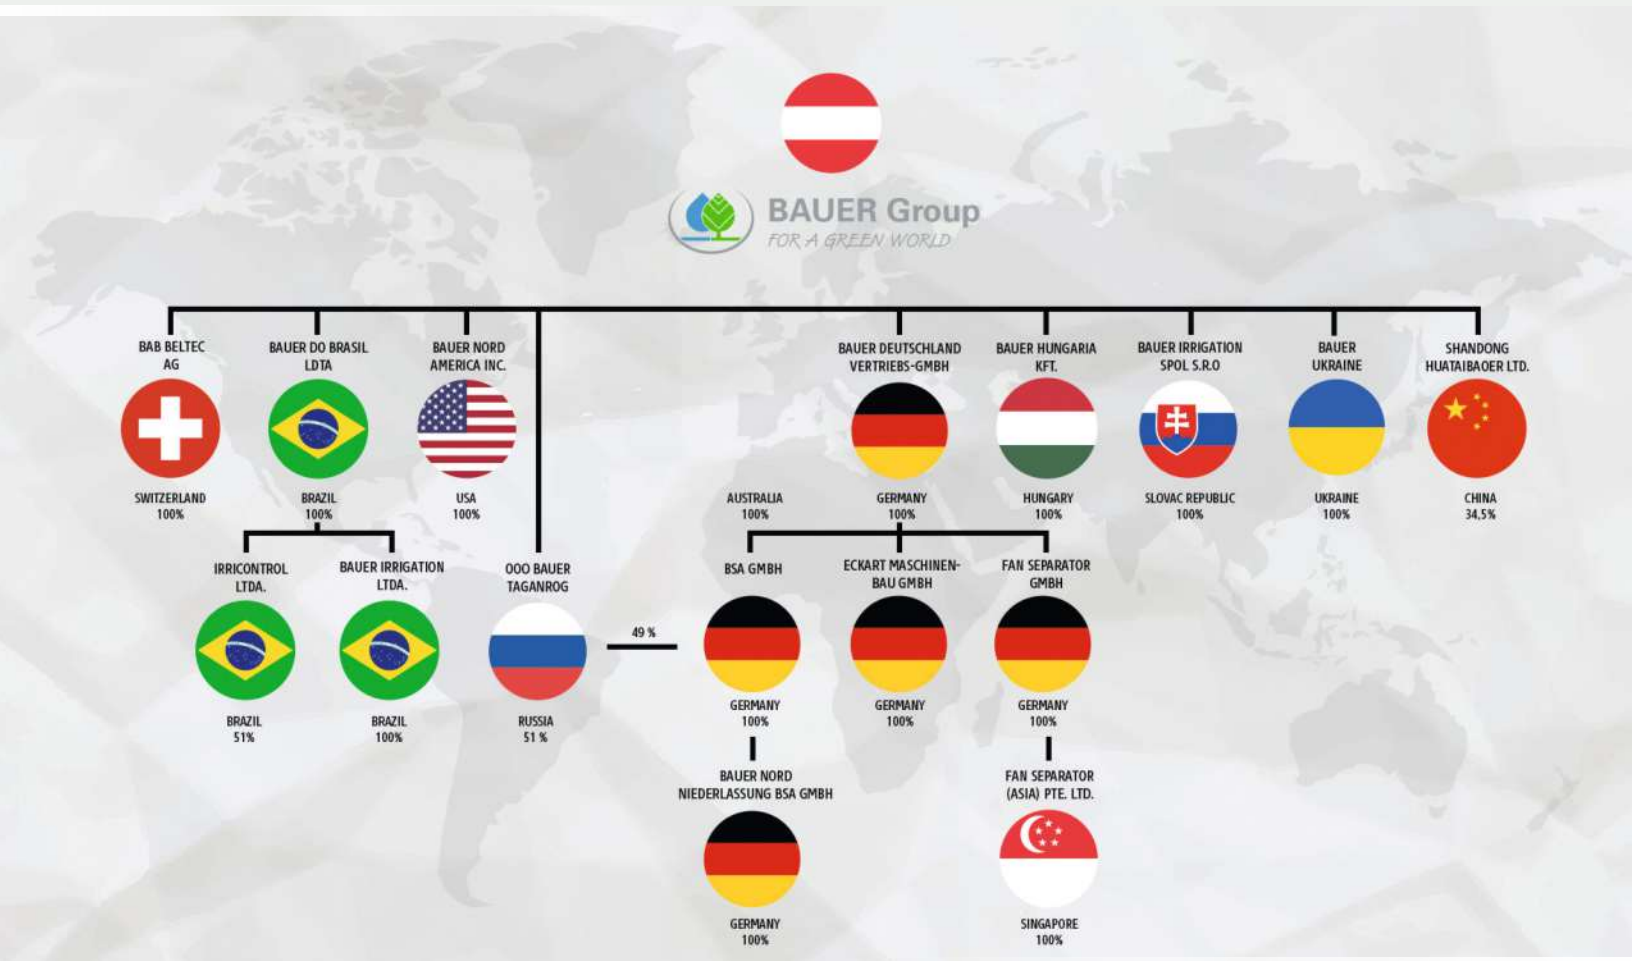 BAUER Group
FOR A GREEN WORLD
BAB BELTEC
AG
SWITZERLAND
100%
BAUER DO BRASIL
LDTA
BRAZIL
100%
BAUER NORD
AMERICA INC.
USA
100%
BAUER DEUTSCHLAND
VERTRIEBS-GMBH
GERMANY
100%
BAUER HUNGARIA
KFT.
HUNGARY
100%
BAUER IRRIGATION
SPOL S.R.O
SLOVAC REPUBLIC
100%
BAUER
UKRAINE
UKRAINE
100%
SHANDONG
HUATAIBAOER LTD.
CHINA
34,5%
AUSTRALIA
100%
IRRICONTROL
LTDA.
BRAZIL
51%
BAUER IRRIGATION
LTDA.
BRAZIL
100%
OOO BAUER
TAGANROG
RUSSIA
51 %
49 %
BSA GMBH
GERMANY
100%
ECKART MASCHINEN-
BAU GMBH
GERMANY
100%
FAN SEPARATOR
GMBH
GERMANY
100%
BAUER NORD
NIEDERLASSUNG BSA GMBH
GERMANY
100%
FAN SEPARATOR
(ASIA) PTE. LTD.
SINGAPORE
100%